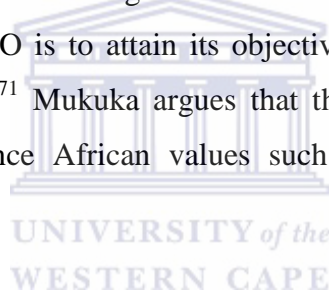 O is to attain its objectiv
71 Mukuka argues that th
nce African values such
UNIVERSITY of the
WESTERN CAPE